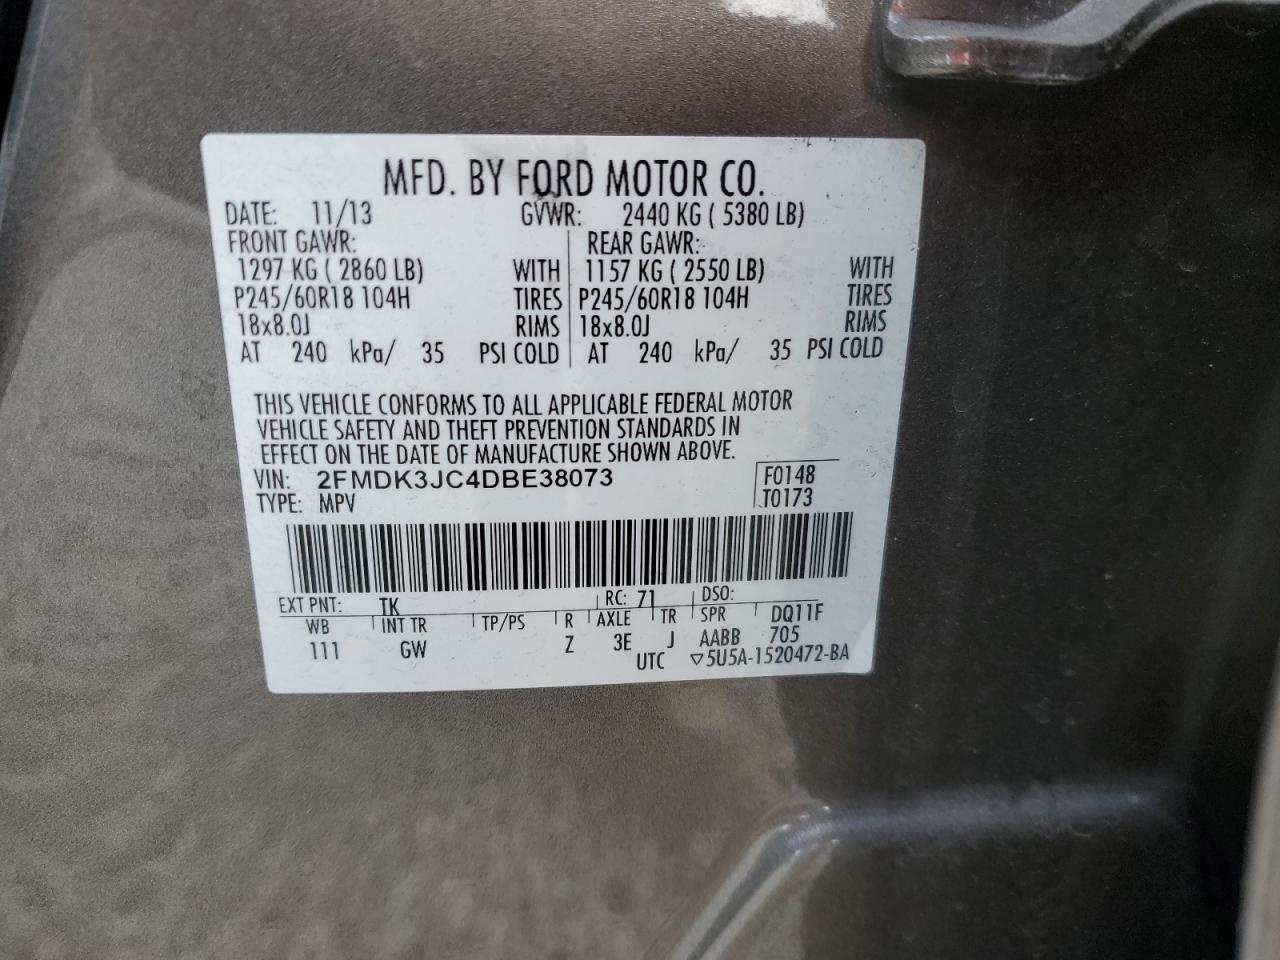 MFD. BY FORD MOTOR CO.
DATE: 11/13 GVWR: 2440 KG ( 5380 LB)
FRONT GAWR: REAR GAWR:
1297 KG ( 2860 LB) WITH 1157 KG ( 2550 LB) WITH
P245/60R18 104H TIRES P245/60R18 104H TIRES
18x8.0J RIMS 18x8.0J RIMS
AT 240 kPa/ 35 PSI COLD AT 240 kPa/ 35 PSI COLD
THIS VEHICLE CONFORMS TO ALL APPLICABLE FEDERAL MOTOR
VEHICLE SAFETY AND THEFT PREVENTION STANDARDS IN
EFFECT ON THE DATE OF MANUFACTURE SHOWN ABOVE.
VIN: 2FMDK3JC4DBE38073 F0148
TYPE: MPV T0173
EXT PNT: TK RC: 71 DSO:
WB INT TR TP/PS R AXLE TR SPR DQ11F
111 GW Z 3E J AABB 705
UTC ▽5U5A-1520472-BA